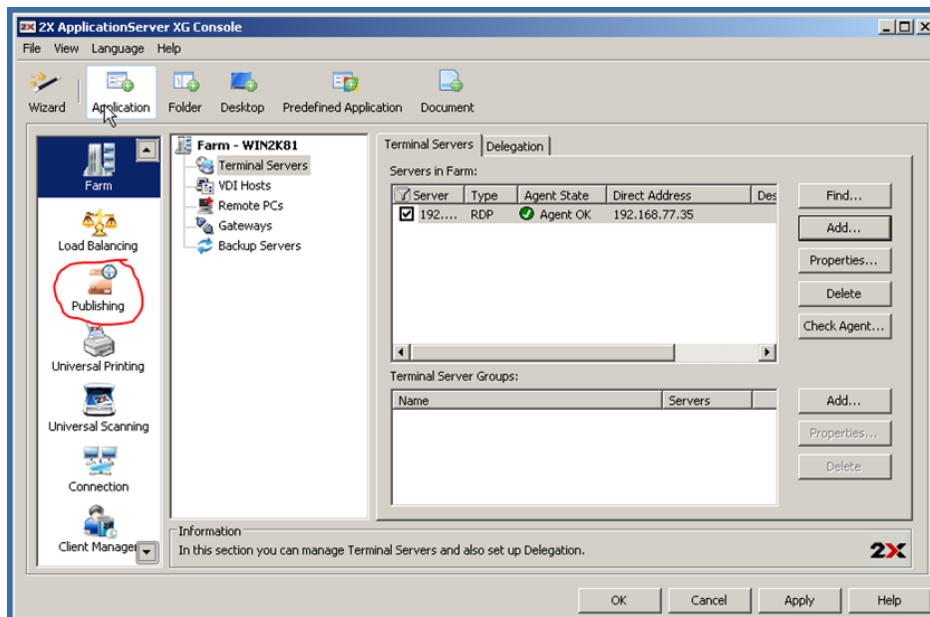 2X ApplicationServer XG Console
File View Language Help
Wizard Application Folder Desktop Predefined Application Document
Farm
Load Balancing
Publishing
Universal Printing
Universal Scanning
Connection
Client Manager
Farm - WIN2K81
Terminal Servers
VDI Hosts
Remote PCs
Gateways
Backup Servers
Terminal Servers Delegation
Servers in Farm:
Server Type Agent State Direct Address Des
192.... RDP Agent OK 192.168.77.35
Find...
Add...
Properties...
Delete
Check Agent...
Terminal Server Groups:
Name Servers
Add...
Properties...
Delete
Information
In this section you can manage Terminal Servers and also set up Delegation.
2X
OK Cancel Apply Help